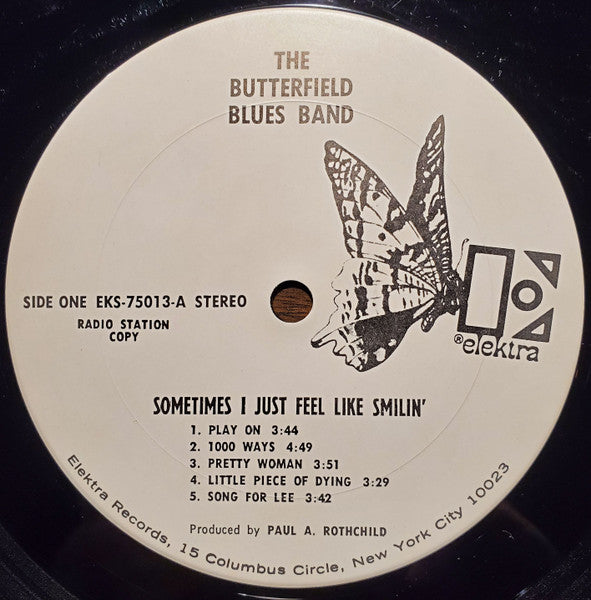 THE
BUTTERFIELD
BLUES BAND
®elektra
SIDE ONE EKS-75013-A STEREO
RADIO STATION
COPY
SOMETIMES I JUST FEEL LIKE SMILIN'
1. PLAY ON 3:44
2. 1000 WAYS 4:49
3. PRETTY WOMAN 3:51
4. LITTLE PIECE OF DYING 3:29
5. SONG FOR LEE 3:42
Produced by PAUL A. ROTHCHILD
Elektra Records, 15 Columbus Circle, New York City 10023